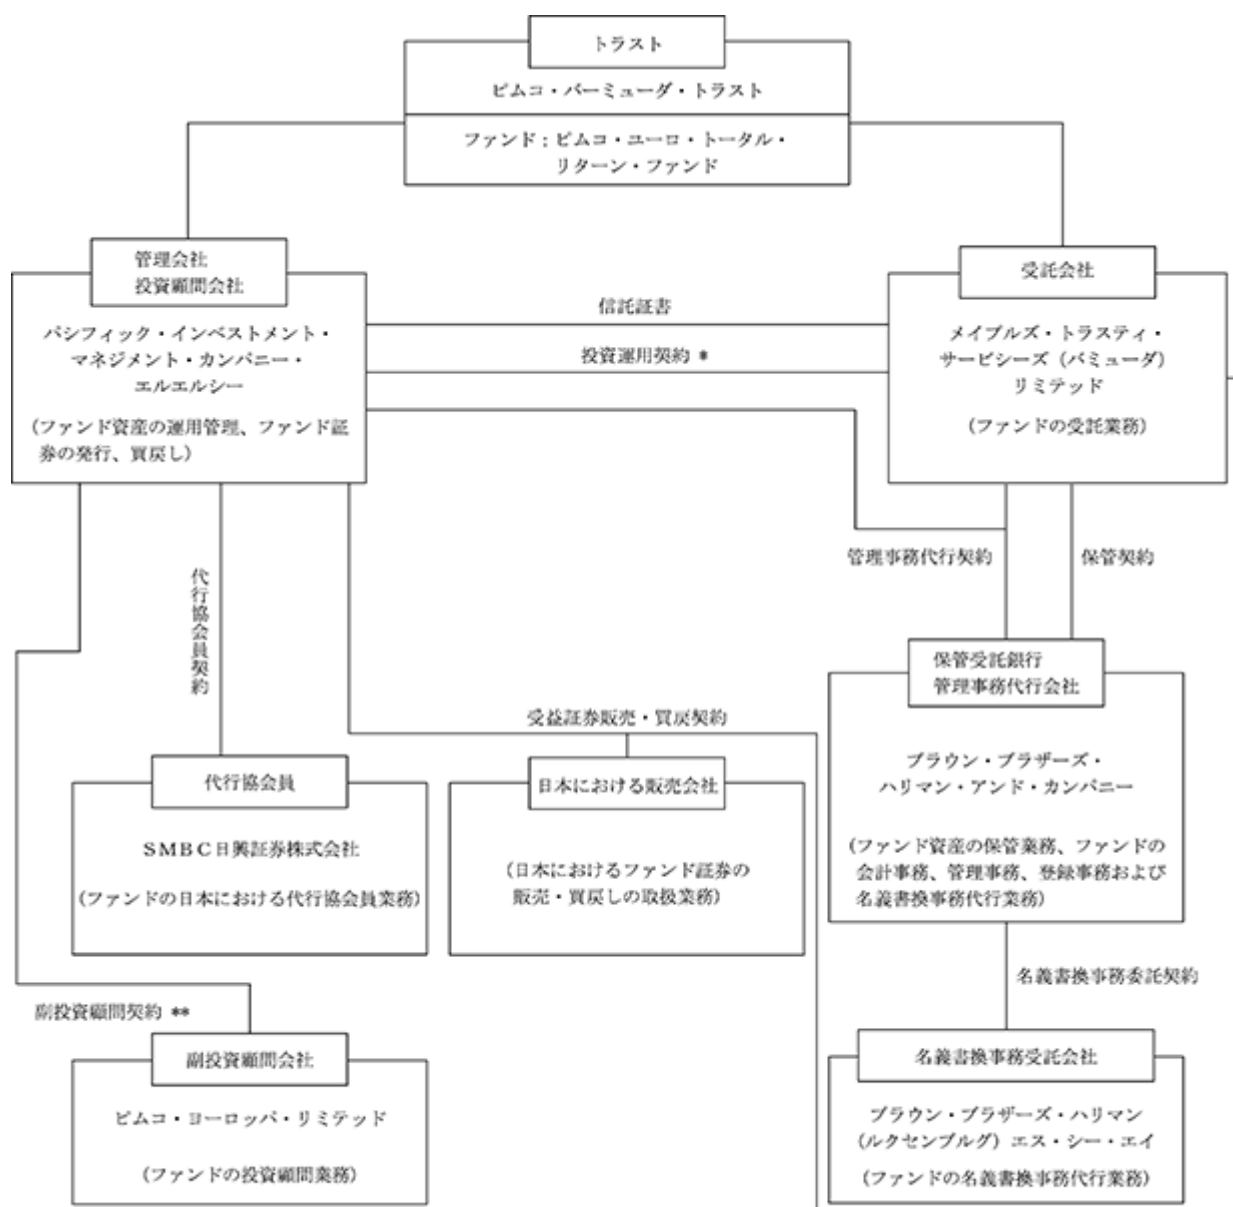 トラスト
ピムコ・バーミューダ・トラスト
ファンド：ピムコ・ユーロ・トータル・
リターン・ファンド
管理会社
投資顧問会社
パシフィック・インベストメント・
マネジメント・カンパニー・
エルエルシー
（ファンド資産の運用管理、ファンド証
券の発行、買戻し）
信託証書
投資運用契約 *
受託会社
メイプルズ・トラスティ・
サービシーズ（バミューダ）
リミテッド
（ファンドの受託業務）
管理事務代行契約
保管契約
代行協会員契約
受益証券販売・買戻契約
保管受託銀行
管理事務代行会社
ブラウン・ブラザーズ・
ハリマン・アンド・カンパニー
（ファンド資産の保管業務、ファンドの
会計事務、管理事務、登録事務および
名義書換事務代行業務）
代行協会員
ＳＭＢＣ日興証券株式会社
（ファンドの日本における代行協会員業務）
日本における販売会社
（日本におけるファンド証券の
販売・買戻しの取扱業務）
名義書換事務委託契約
副投資顧問契約 **
副投資顧問会社
ピムコ・ヨーロッパ・リミテッド
（ファンドの投資顧問業務）
名義書換事務受託会社
ブラウン・ブラザーズ・ハリマン
（ルクセンブルグ）エス・シー・エイ
（ファンドの名義書換事務代行業務）